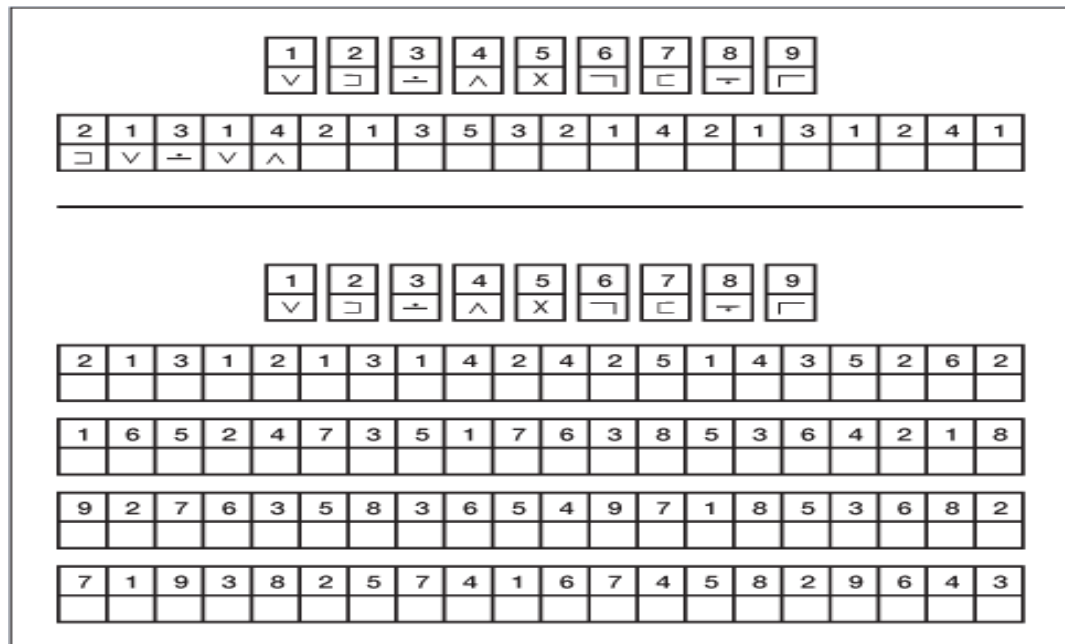 1 2 3 4 5 6 7 8 9
∨ ⊐ ∸ ∧ X ﹁ ⊏ ⨪ ┌
2 1 3 1 4 2 1 3 5 3 2 1 4 2 1 3 1 2 4 1
⊐ ∨ ∸ ∨ ∧
1 2 3 4 5 6 7 8 9
∨ ⊐ ∸ ∧ X ﹁ ⊏ ⨪ ┌
2 1 3 1 2 1 3 1 4 2 4 2 5 1 4 3 5 2 6 2
1 6 5 2 4 7 3 5 1 7 6 3 8 5 3 6 4 2 1 8
9 2 7 6 3 5 8 3 6 5 4 9 7 1 8 5 3 6 8 2
7 1 9 3 8 2 5 7 4 1 6 7 4 5 8 2 9 6 4 3